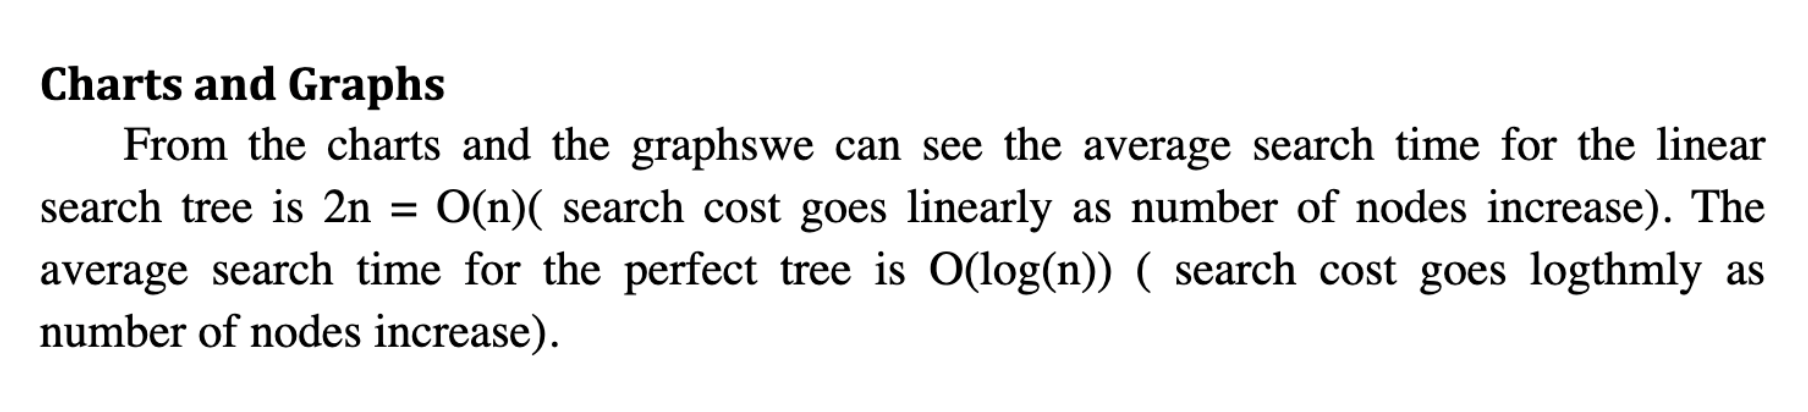 Charts and Graphs
From the charts and the graphswe can see the average search time for the linear
search tree is 2n = O(n)( search cost goes linearly as number of nodes increase). The
average search time for the perfect tree is O(log(n)) ( search cost goes logthmly as
number of nodes increase).